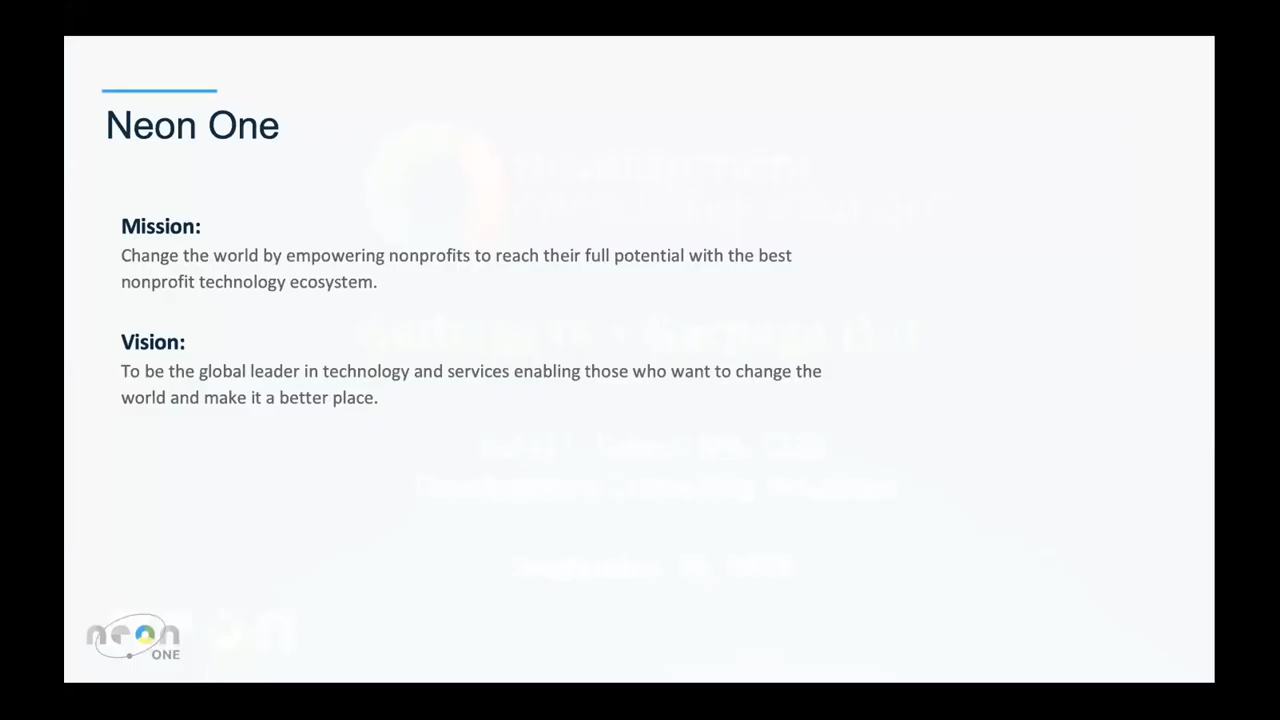 Neon One
Mission:
Change the world by empowering nonprofits to reach their full potential with the best
nonprofit technology ecosystem.
Vision:
To be the global leader in technology and services enabling those who want to change the
world and make it a better place.
neon
ONE